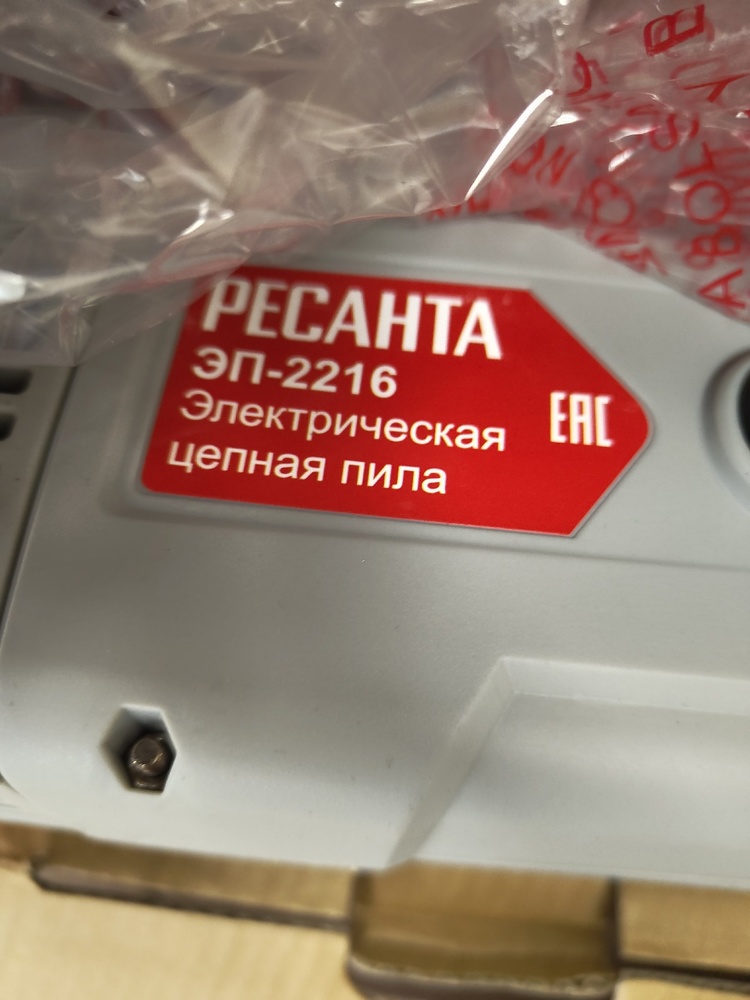 РЕСАНТА
ЭП-2216
Электрическая
цепная пила
EAC